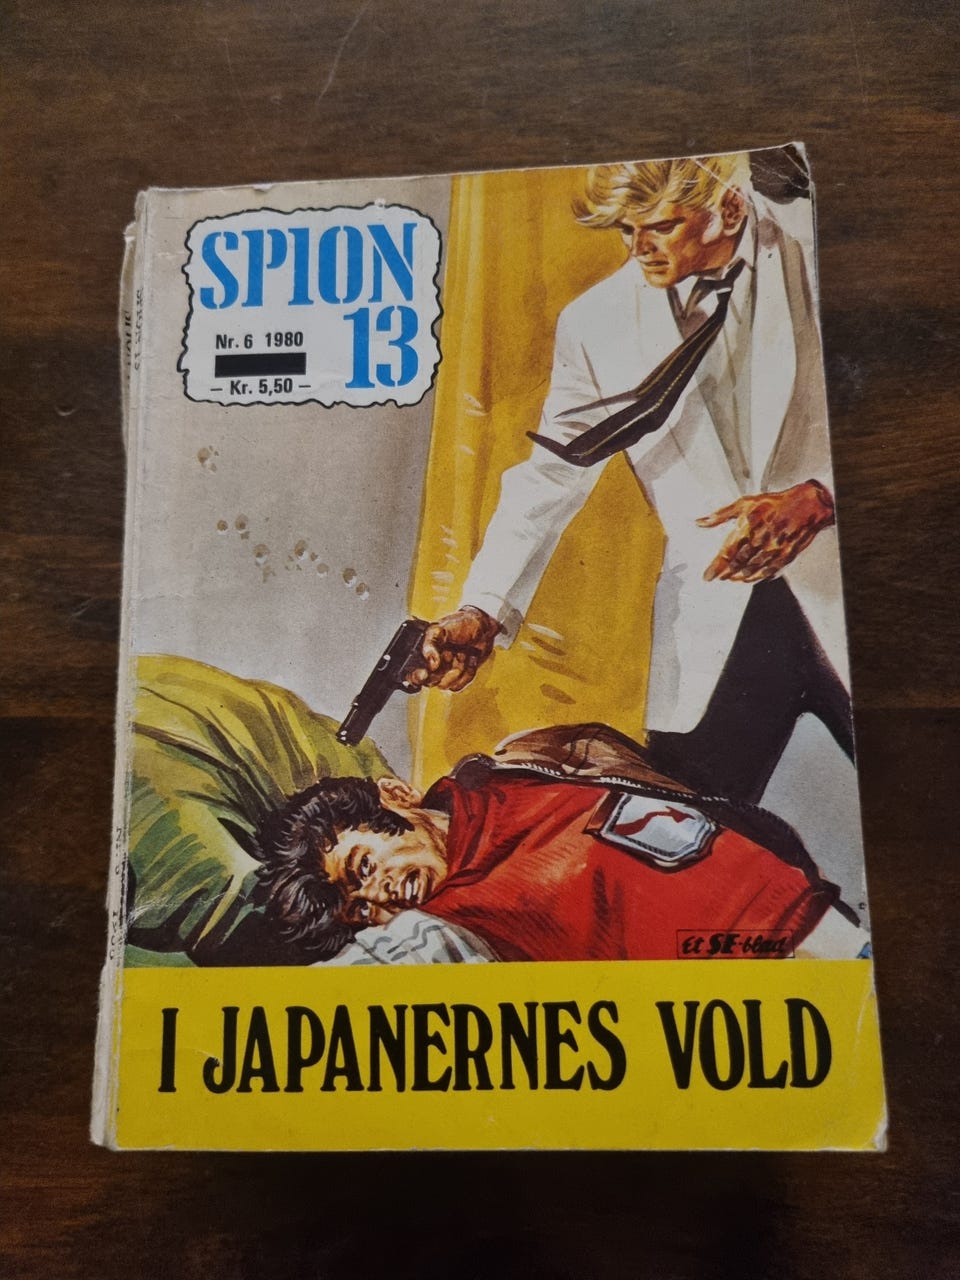 SPION
13
Nr. 6 1980
– Kr. 5,50 –
Et SE-blad
I JAPANERNES VOLD